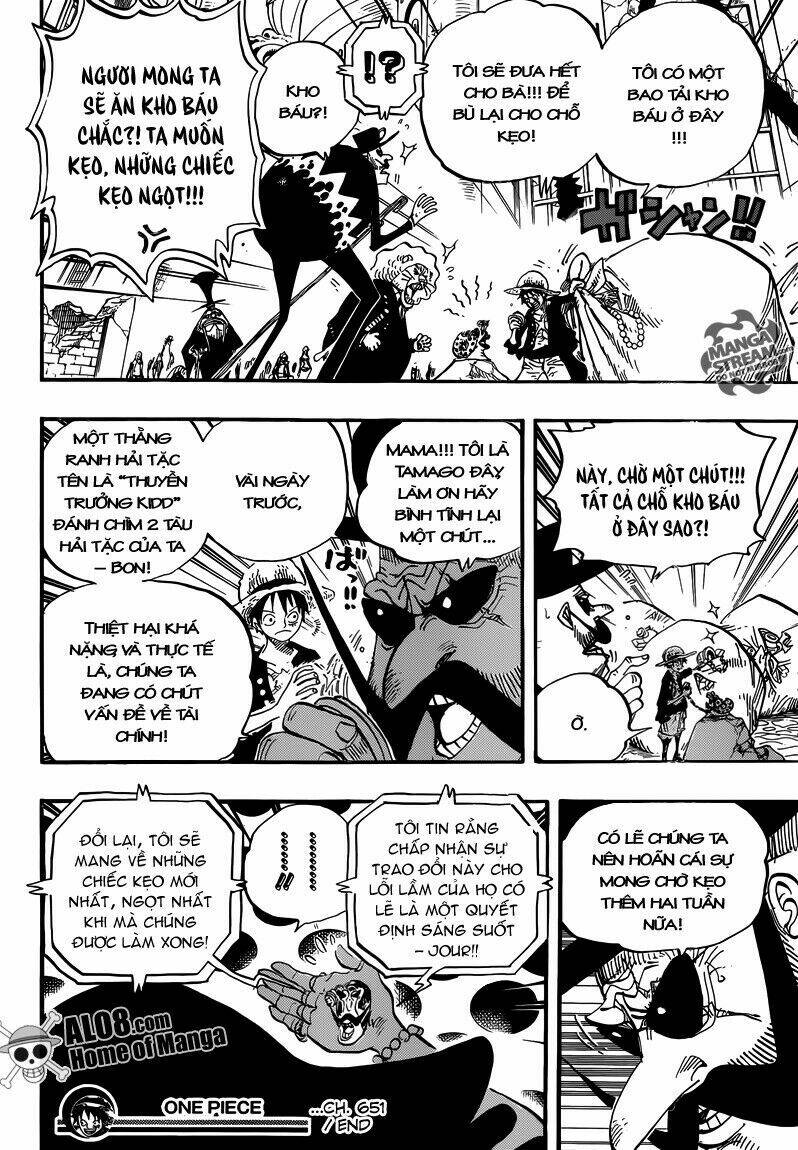 TÔI CÓ MỘT
BAO TẢI KHO
BÁU Ở ĐÂY
!!!
TÔI SẼ ĐƯA HẾT
CHO BÀ!!! ĐỂ
BÙ LẠI CHO CHỖ
KẸO!
!?
KHO
BÁU?!
NGƯƠI MONG TA
SẼ ĂN KHO BÁU
CHẮC?! TA MUỐN
KẸO, NHỮNG CHIẾC
KẸO NGỌT!!!
ガシャン!!
MANGA
STREAM
NÀY, CHỜ MỘT CHÚT!!!
TẤT CẢ CHỖ KHO BÁU
Ở ĐÂY SAO?!
Ờ.
MAMA!!! TÔI LÀ
TAMAGO ĐÂY,
LÀM ƠN HÃY
BÌNH TĨNH LẠI
MỘT CHÚT...
ばっ!!
VÀI NGÀY
TRƯỚC,
MỘT THẰNG
RANH HẢI TẶC
TÊN LÀ "THUYỀN
TRƯỞNG KIDD"
ĐÁNH CHÌM 2 TÀU
HẢI TẶC CỦA TA
– BON!
THIỆT HẠI KHÁ
NẶNG VÀ THỰC TẾ
LÀ, CHÚNG TA
ĐANG CÓ CHÚT
VẤN ĐỀ VỀ TÀI
CHÍNH!
CÓ LẼ CHÚNG TA
NÊN HOÃN CÁI SỰ
MONG CHỜ KẸO
THÊM HAI TUẦN
NỮA!
TÔI TIN RẰNG
CHẤP NHẬN SỰ
TRAO ĐỔI NÀY CHO
LỖI LẦM CỦA HỌ CÓ
LẼ LÀ MỘT QUYẾT
ĐỊNH SÁNG SUỐT
– JOUR!!
ĐỔI LẠI, TÔI SẼ
MANG VỀ NHỮNG
CHIẾC KẸO MỚI
NHẤT, NGỌT NHẤT
KHI MÀ CHÚNG
ĐƯỢC LÀM XONG!
AL08.com
Home of Manga
ONE PIECE
...CH. 651
/ END